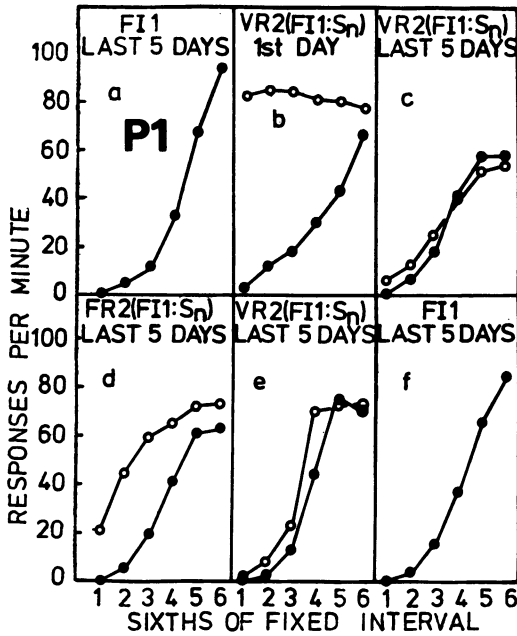 FI1
LAST 5 DAYS
VR2(FI1:Sn)
1st DAY
VR2(FI1:Sn)
LAST 5 DAYS
a
P1
b
c
100
80
60
40
20
0
FR2(FI1:Sn)
LAST 5 DAYS
VR2(FI1:Sn)
LAST 5 DAYS
FI1
LAST 5 DAYS
d
e
f
80
60
40
20
0
1 2 3 4 5 6 1 2 3 4 5 6 1 2 3 4 5 6
SIXTHS OF FIXED INTERVAL
RESPONSES PER MINUTE